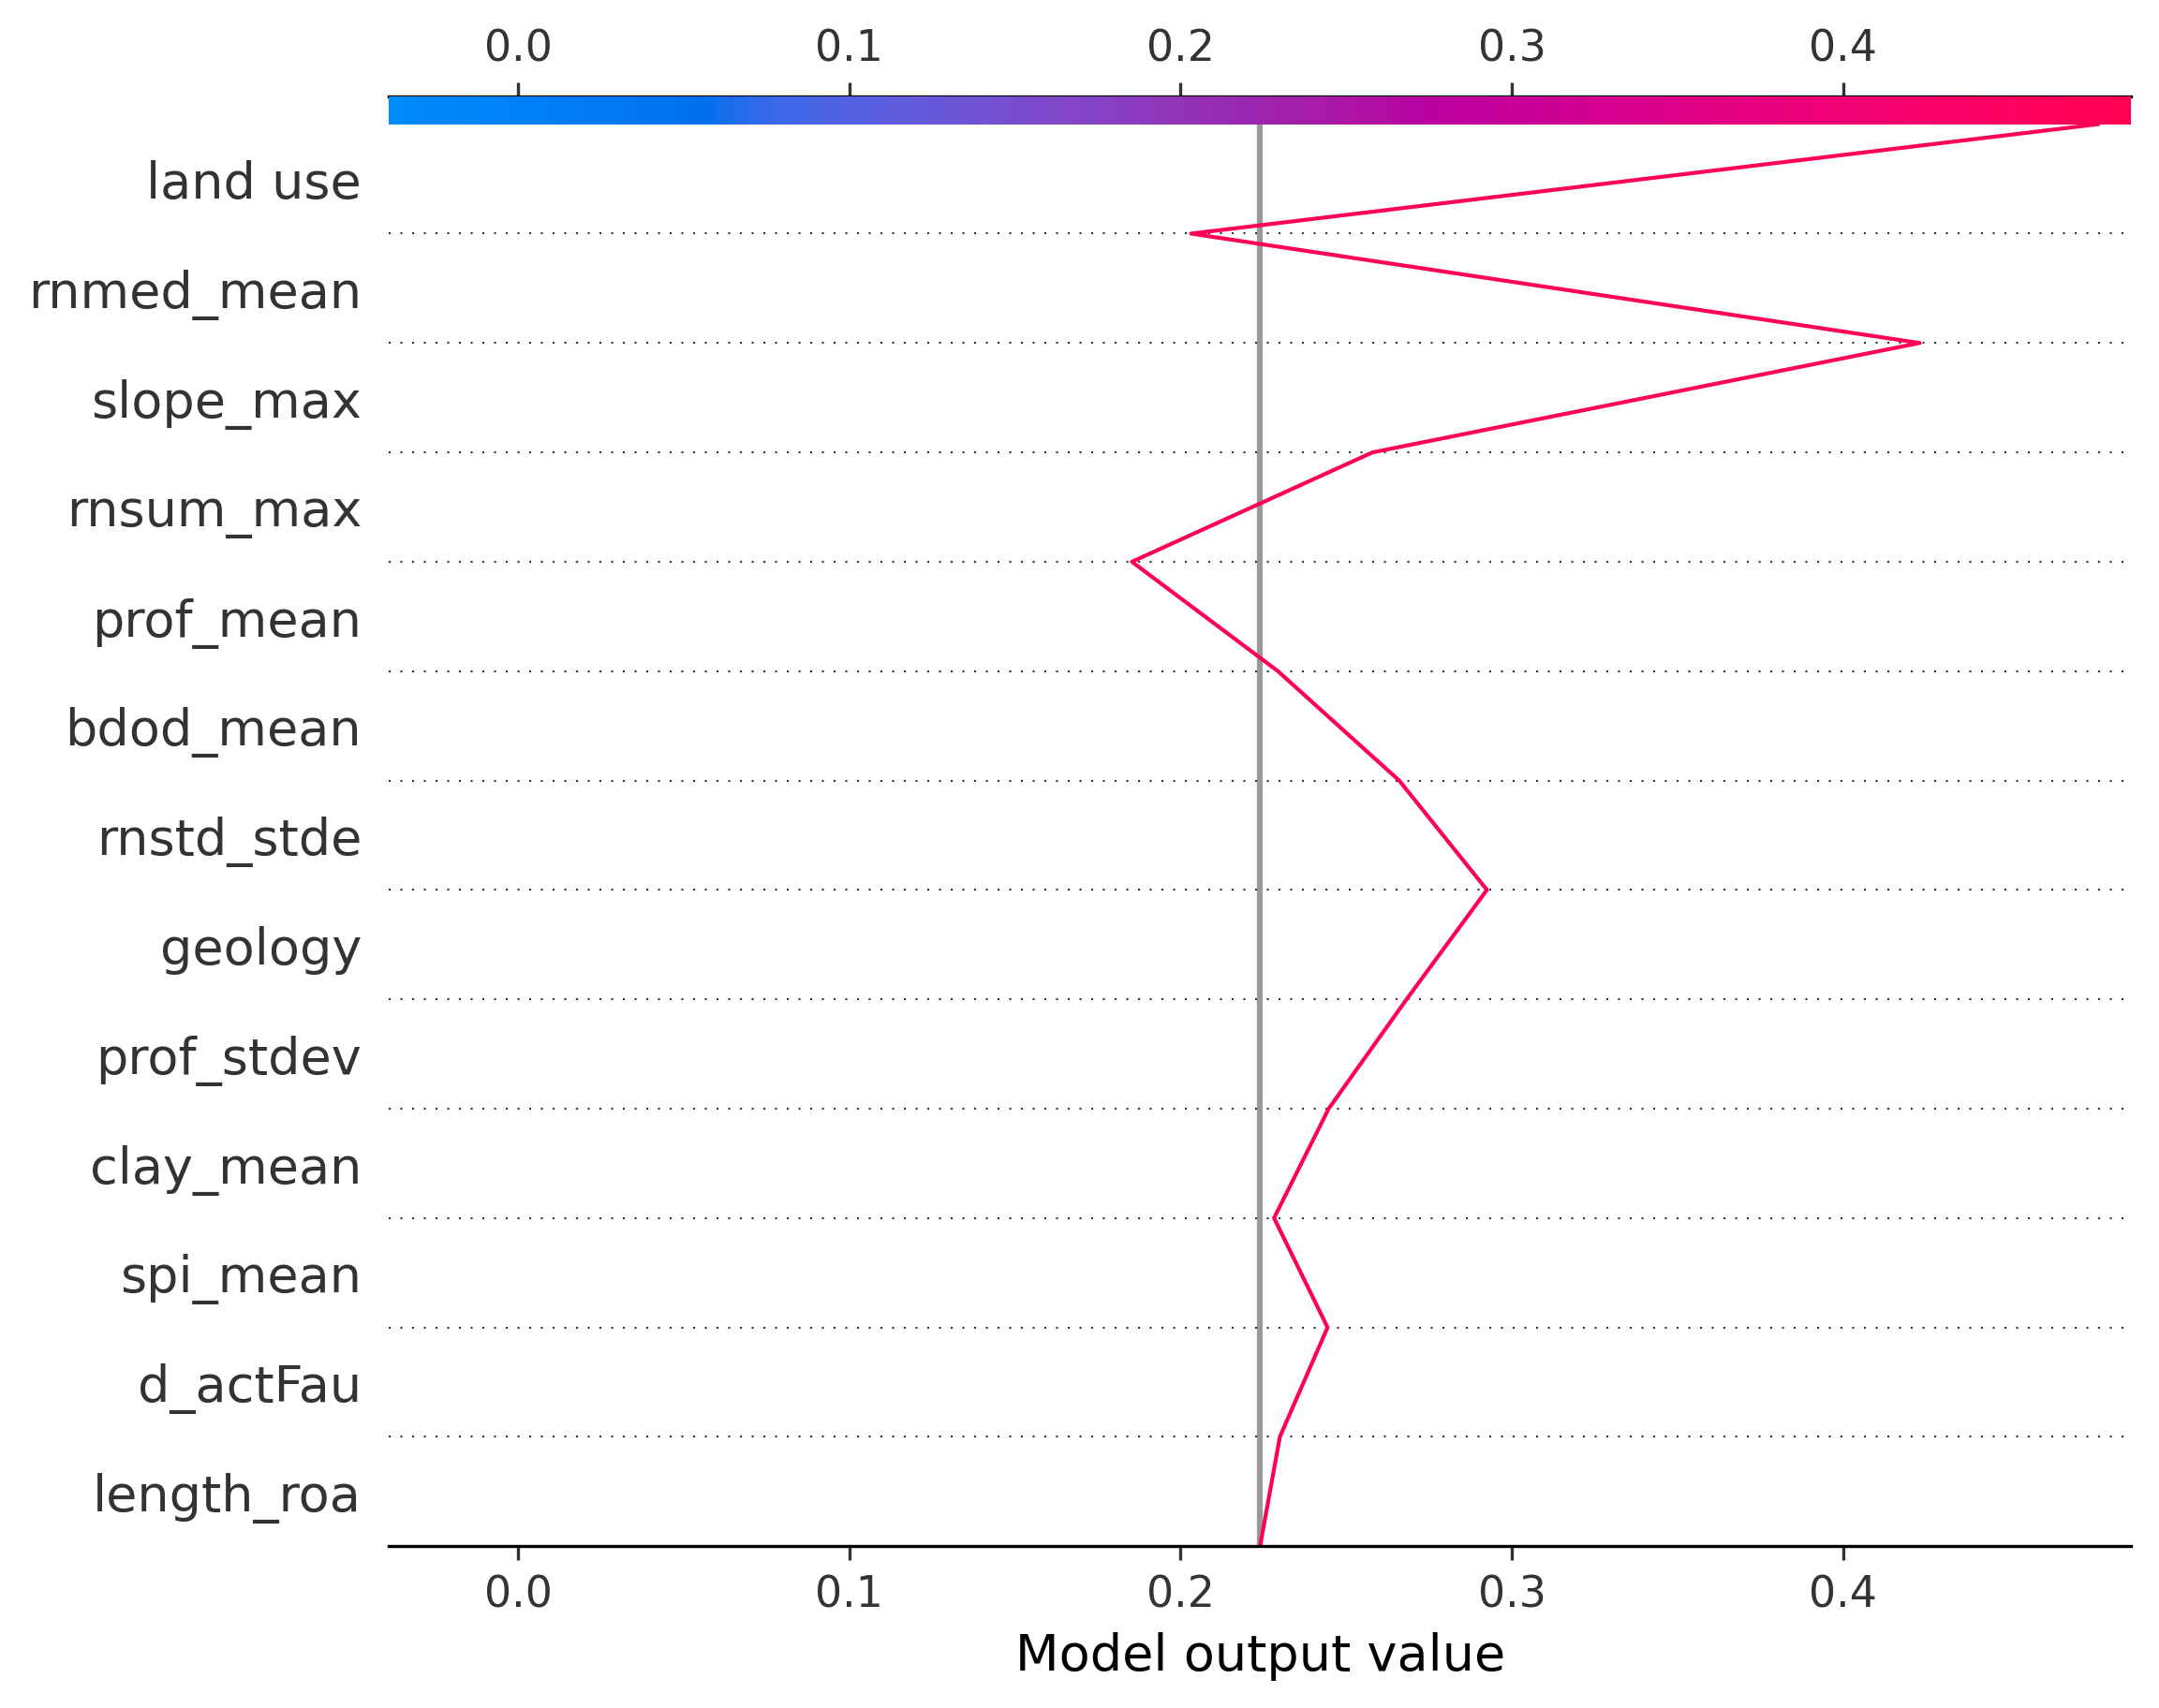 0.0 0.1 0.2 0.3 0.4
land use
rnmed_mean
slope_max
rnsum_max
prof_mean
bdod_mean
rnstd_stde
geology
prof_stdev
clay_mean
spi_mean
d_actFau
length_roa
0.0 0.1 0.2 0.3 0.4
Model output value